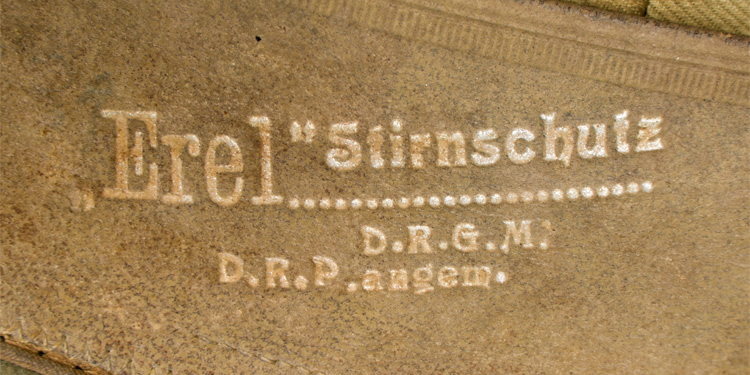 „Erel“ Stirnschutz
D.R.G.M.
D.R.P. angem.